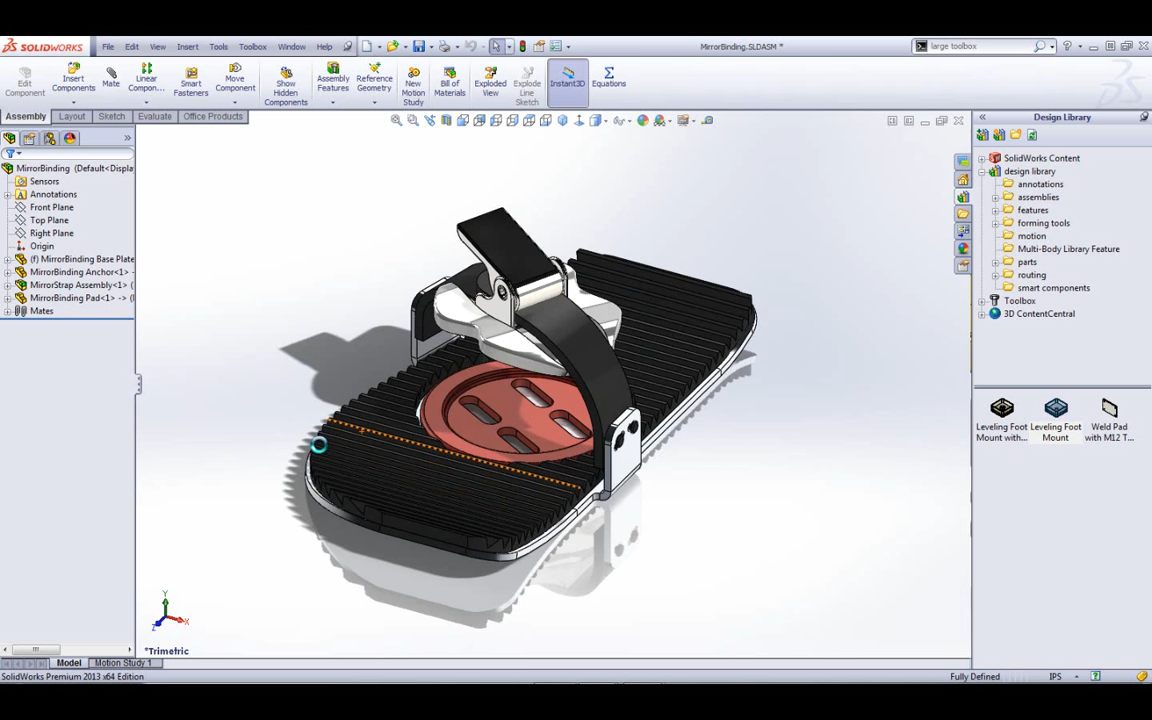 SOLIDWORKS
File Edit View Insert Tools Toolbox Window Help
MirrorBinding.SLDASM *
large toolbox
Edit Component
Insert Components
Mate
Linear Compon...
Smart Fasteners
Move Component
Show Hidden Components
Assembly Features
Reference Geometry
New Motion Study
Bill of Materials
Exploded View
Explode Line Sketch
Instant3D
Equations
Assembly Layout Sketch Evaluate Office Products
MirrorBinding (Default<Display
Sensors
Annotations
Front Plane
Top Plane
Right Plane
Origin
(f) MirrorBinding Base Plate
MirrorBinding Anchor<1>
MirrorStrap Assembly<1>
MirrorBinding Pad<1> -> (
Mates
Y
X
Z
*Trimetric
Design Library
SolidWorks Content
design library
annotations
assemblies
features
forming tools
motion
Multi-Body Library Feature
parts
routing
smart components
Toolbox
3D ContentCentral
Leveling Foot Mount with...
Leveling Foot Mount
Weld Pad with M12 T...
Model Motion Study 1
SolidWorks Premium 2013 x64 Edition
Fully Defined
IPS